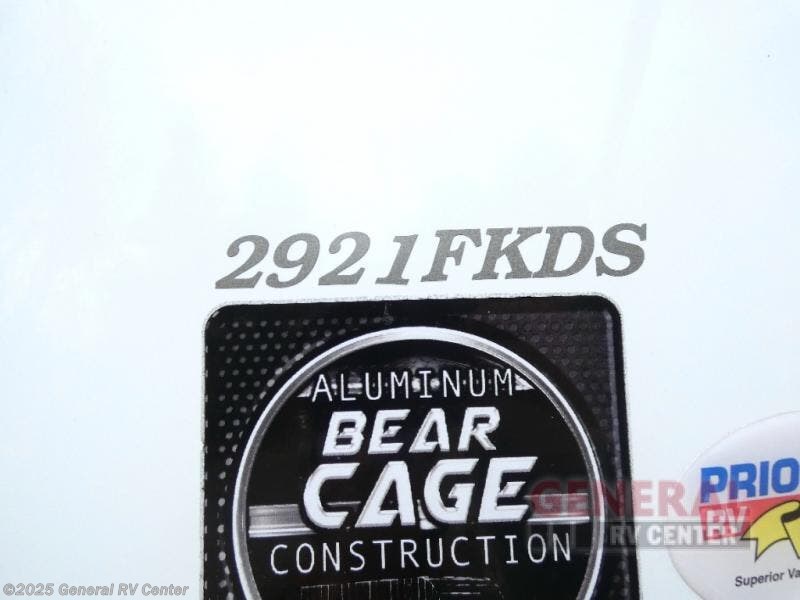 2921FKDS
ALUMINUM
BEAR
CAGE
CONSTRUCTION
GENERAL
RV CENTER
PRIO
RV
Superior Va
©2025 General RV Center